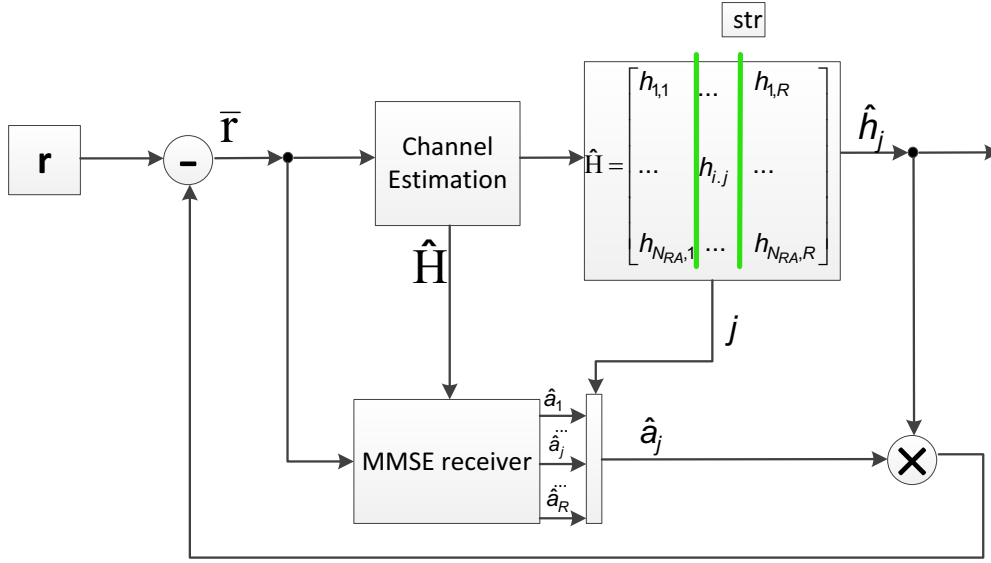 str
r
-
r̅
Channel
Estimation
Ĥ =
h1,1 ... h1,R
... hi.j ...
hNRA,1 ... hNRA,R
ĥj
Ĥ
j
MMSE receiver
â1
...
âj
...
âR
âj
×